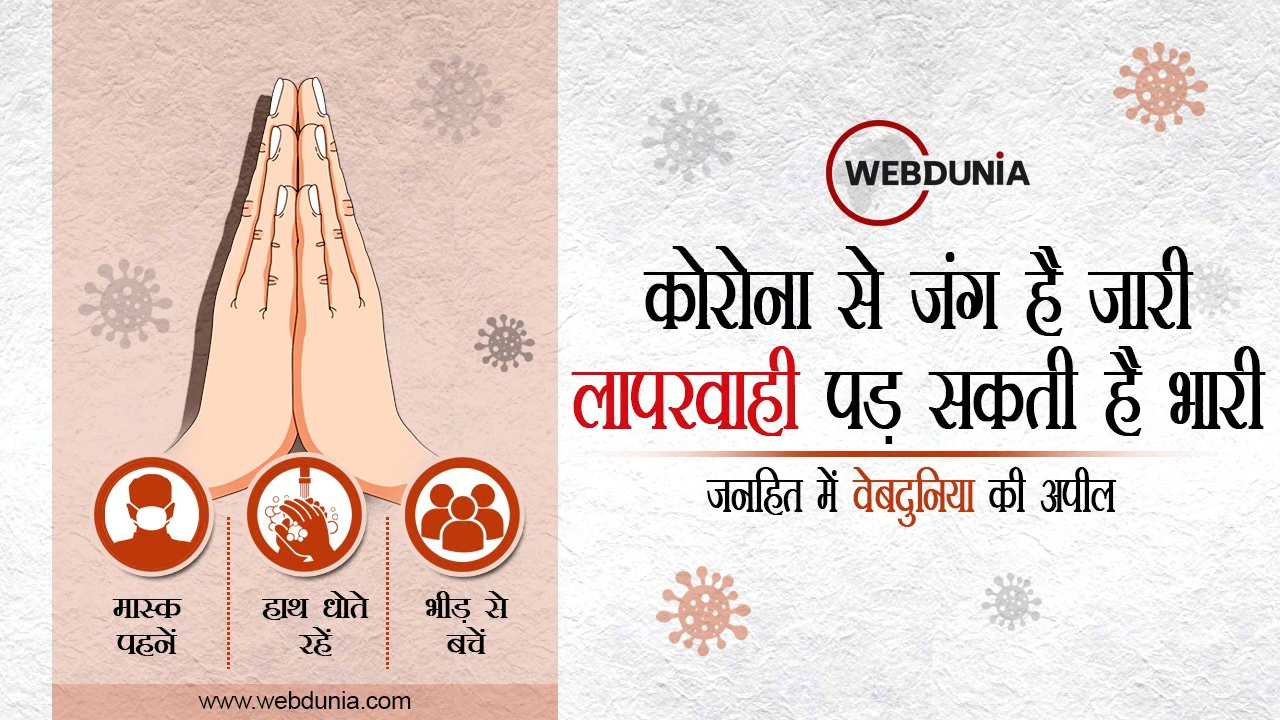 WEBDUNIA
कोरोना से जंग है जारी
लापरवाही पड़ सकती है भारी
जनहित में वेबदुनिया की अपील
मास्क
पहनें
हाथ धोते
रहें
भीड़ से
बचें
www.webdunia.com